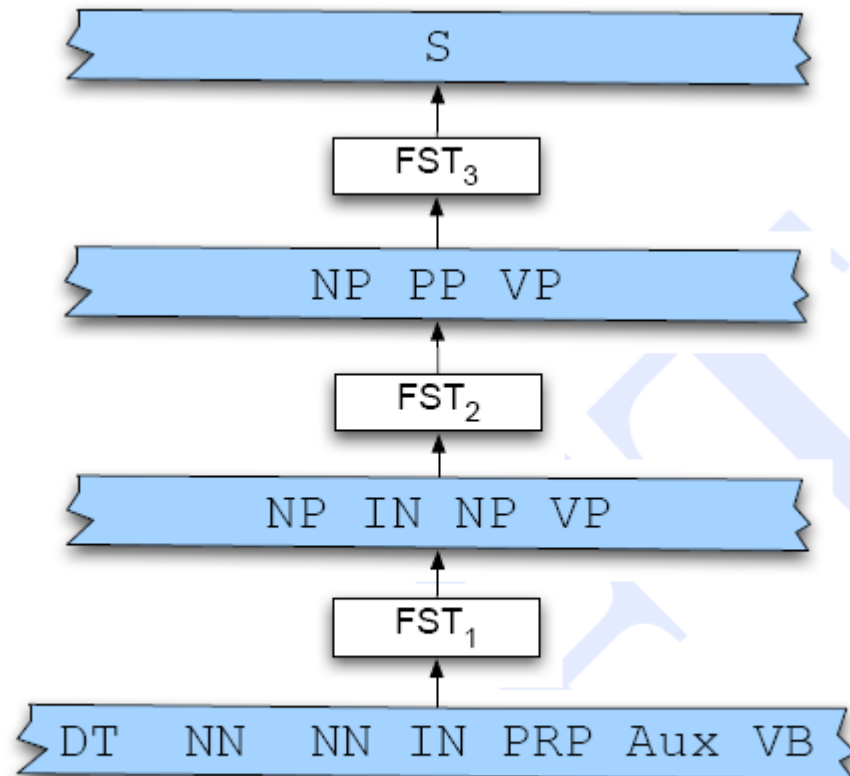 S
FST3
NP PP VP
FST2
NP IN NP VP
FST1
DT NN NN IN PRP Aux VB